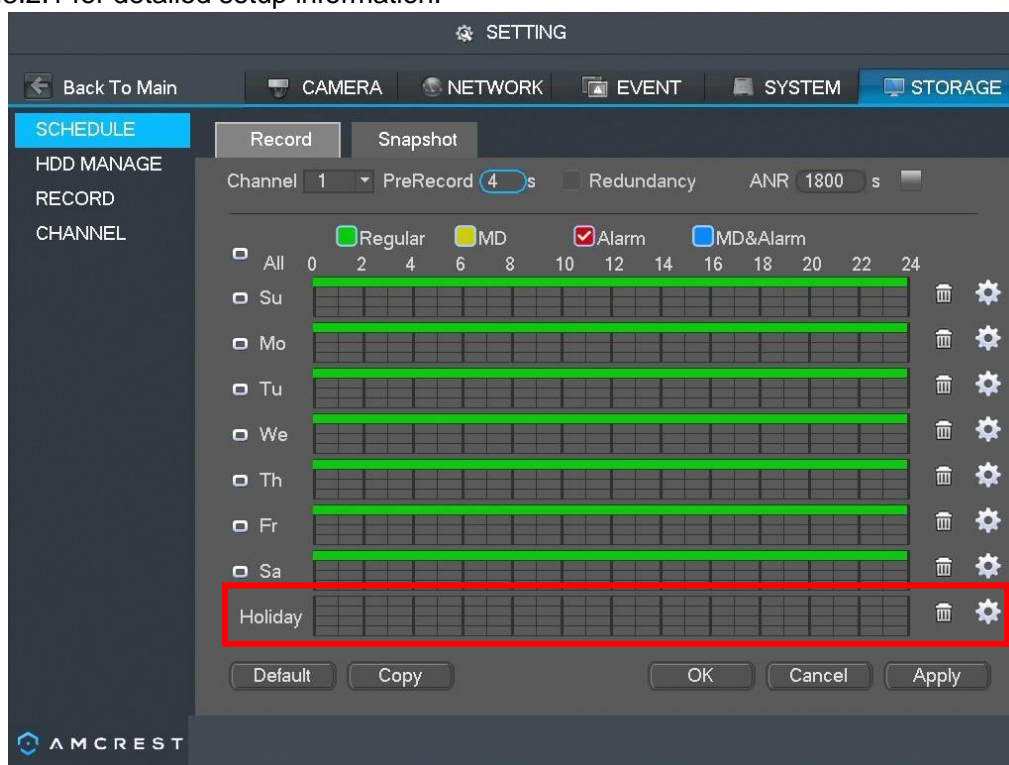 SETTING
Back To Main CAMERA NETWORK EVENT SYSTEM STORAGE
SCHEDULE
HDD MANAGE
RECORD
CHANNEL
Record Snapshot
Channel 1 PreRecord 4 s Redundancy ANR 1800 s
Regular MD Alarm MD&Alarm
All 0 2 4 6 8 10 12 14 16 18 20 22 24
Su
Mo
Tu
We
Th
Fr
Sa
Holiday
Default Copy OK Cancel Apply
AMCREST